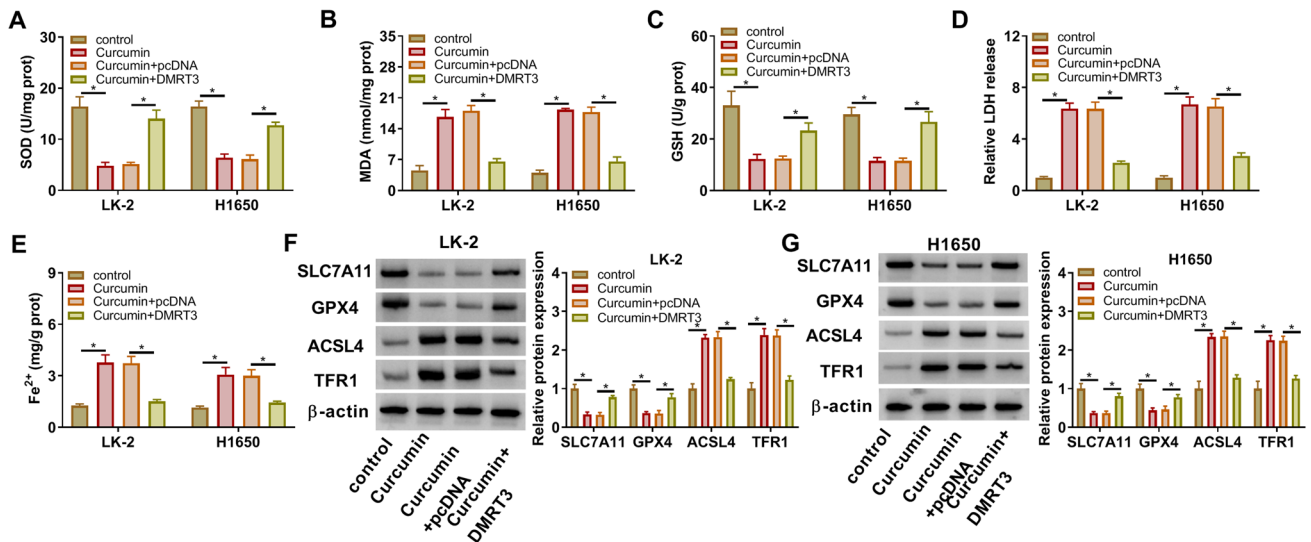 A
SOD (U/mg prot)
30
20
10
0
control
Curcumin
Curcumin+pcDNA
Curcumin+DMRT3
*
*
*
*
LK-2
H1650
B
MDA (nmol/mg prot)
35
28
21
14
7
0
control
Curcumin
Curcumin+pcDNA
Curcumin+DMRT3
*
*
*
*
LK-2
H1650
C
GSH (U/g prot)
60
40
20
0
control
Curcumin
Curcumin+pcDNA
Curcumin+DMRT3
*
*
*
*
LK-2
H1650
D
Relative LDH release
12
9
6
3
0
control
Curcumin
Curcumin+pcDNA
Curcumin+DMRT3
*
*
*
*
LK-2
H1650
E
Fe²⁺ (mg/g prot)
9
6
3
0
control
Curcumin
Curcumin+pcDNA
Curcumin+DMRT3
*
*
*
*
LK-2
H1650
F
LK-2
SLC7A11
GPX4
ACSL4
TFR1
β-actin
control
Curcumin
Curcumin
+pcDNA
Curcumin+
DMRT3
LK-2
Relative protein expression
4
3
2
1
0
control
Curcumin
Curcumin+pcDNA
Curcumin+DMRT3
*
*
*
*
*
*
*
*
SLC7A11
GPX4
ACSL4
TFR1
G
H1650
SLC7A11
GPX4
ACSL4
TFR1
β-actin
control
Curcumin
Curcumin
+pcDNA
Curcumin+
DMRT3
H1650
Relative protein expression
4
3
2
1
0
control
Curcumin
Curcumin+pcDNA
Curcumin+DMRT3
*
*
*
*
*
*
*
*
SLC7A11
GPX4
ACSL4
TFR1